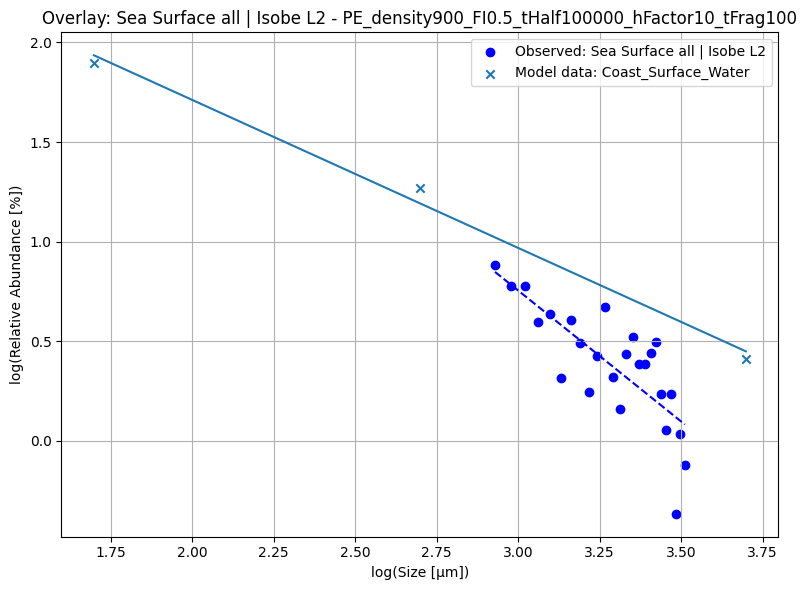 Overlay: Sea Surface all | Isobe L2 - PE_density900_FI0.5_tHalf100000_hFactor10_tFrag100
Observed: Sea Surface all | Isobe L2
Model data: Coast_Surface_Water
log(Relative Abundance [%])
2.0
1.5
1.0
0.5
0.0
1.75
2.00
2.25
2.50
2.75
3.00
3.25
3.50
3.75
log(Size [µm])